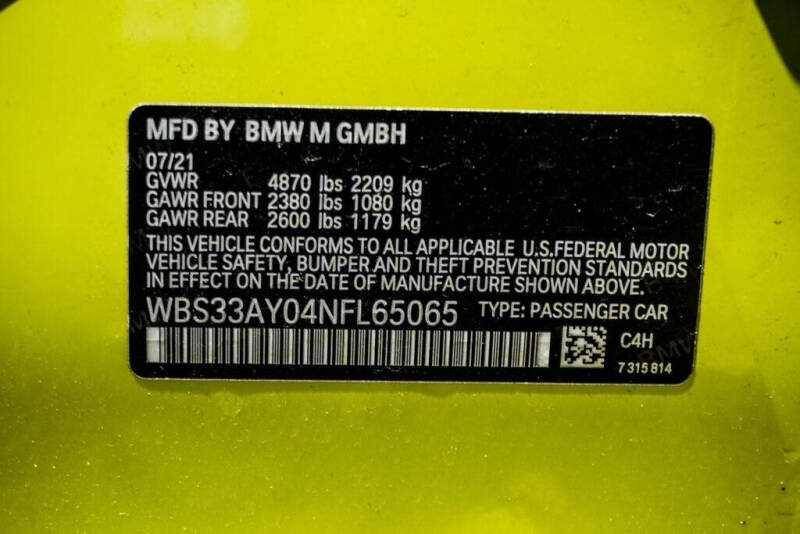 MFD BY BMW M GMBH
07/21
GVWR 4870 lbs 2209 kg
GAWR FRONT 2380 lbs 1080 kg
GAWR REAR 2600 lbs 1179 kg
THIS VEHICLE CONFORMS TO ALL APPLICABLE U.S.FEDERAL MOTOR
VEHICLE SAFETY, BUMPER AND THEFT PREVENTION STANDARDS
IN EFFECT ON THE DATE OF MANUFACTURE SHOWN ABOVE.
WBS33AY04NFL65065 TYPE: PASSENGER CAR
C4H
7 315 814